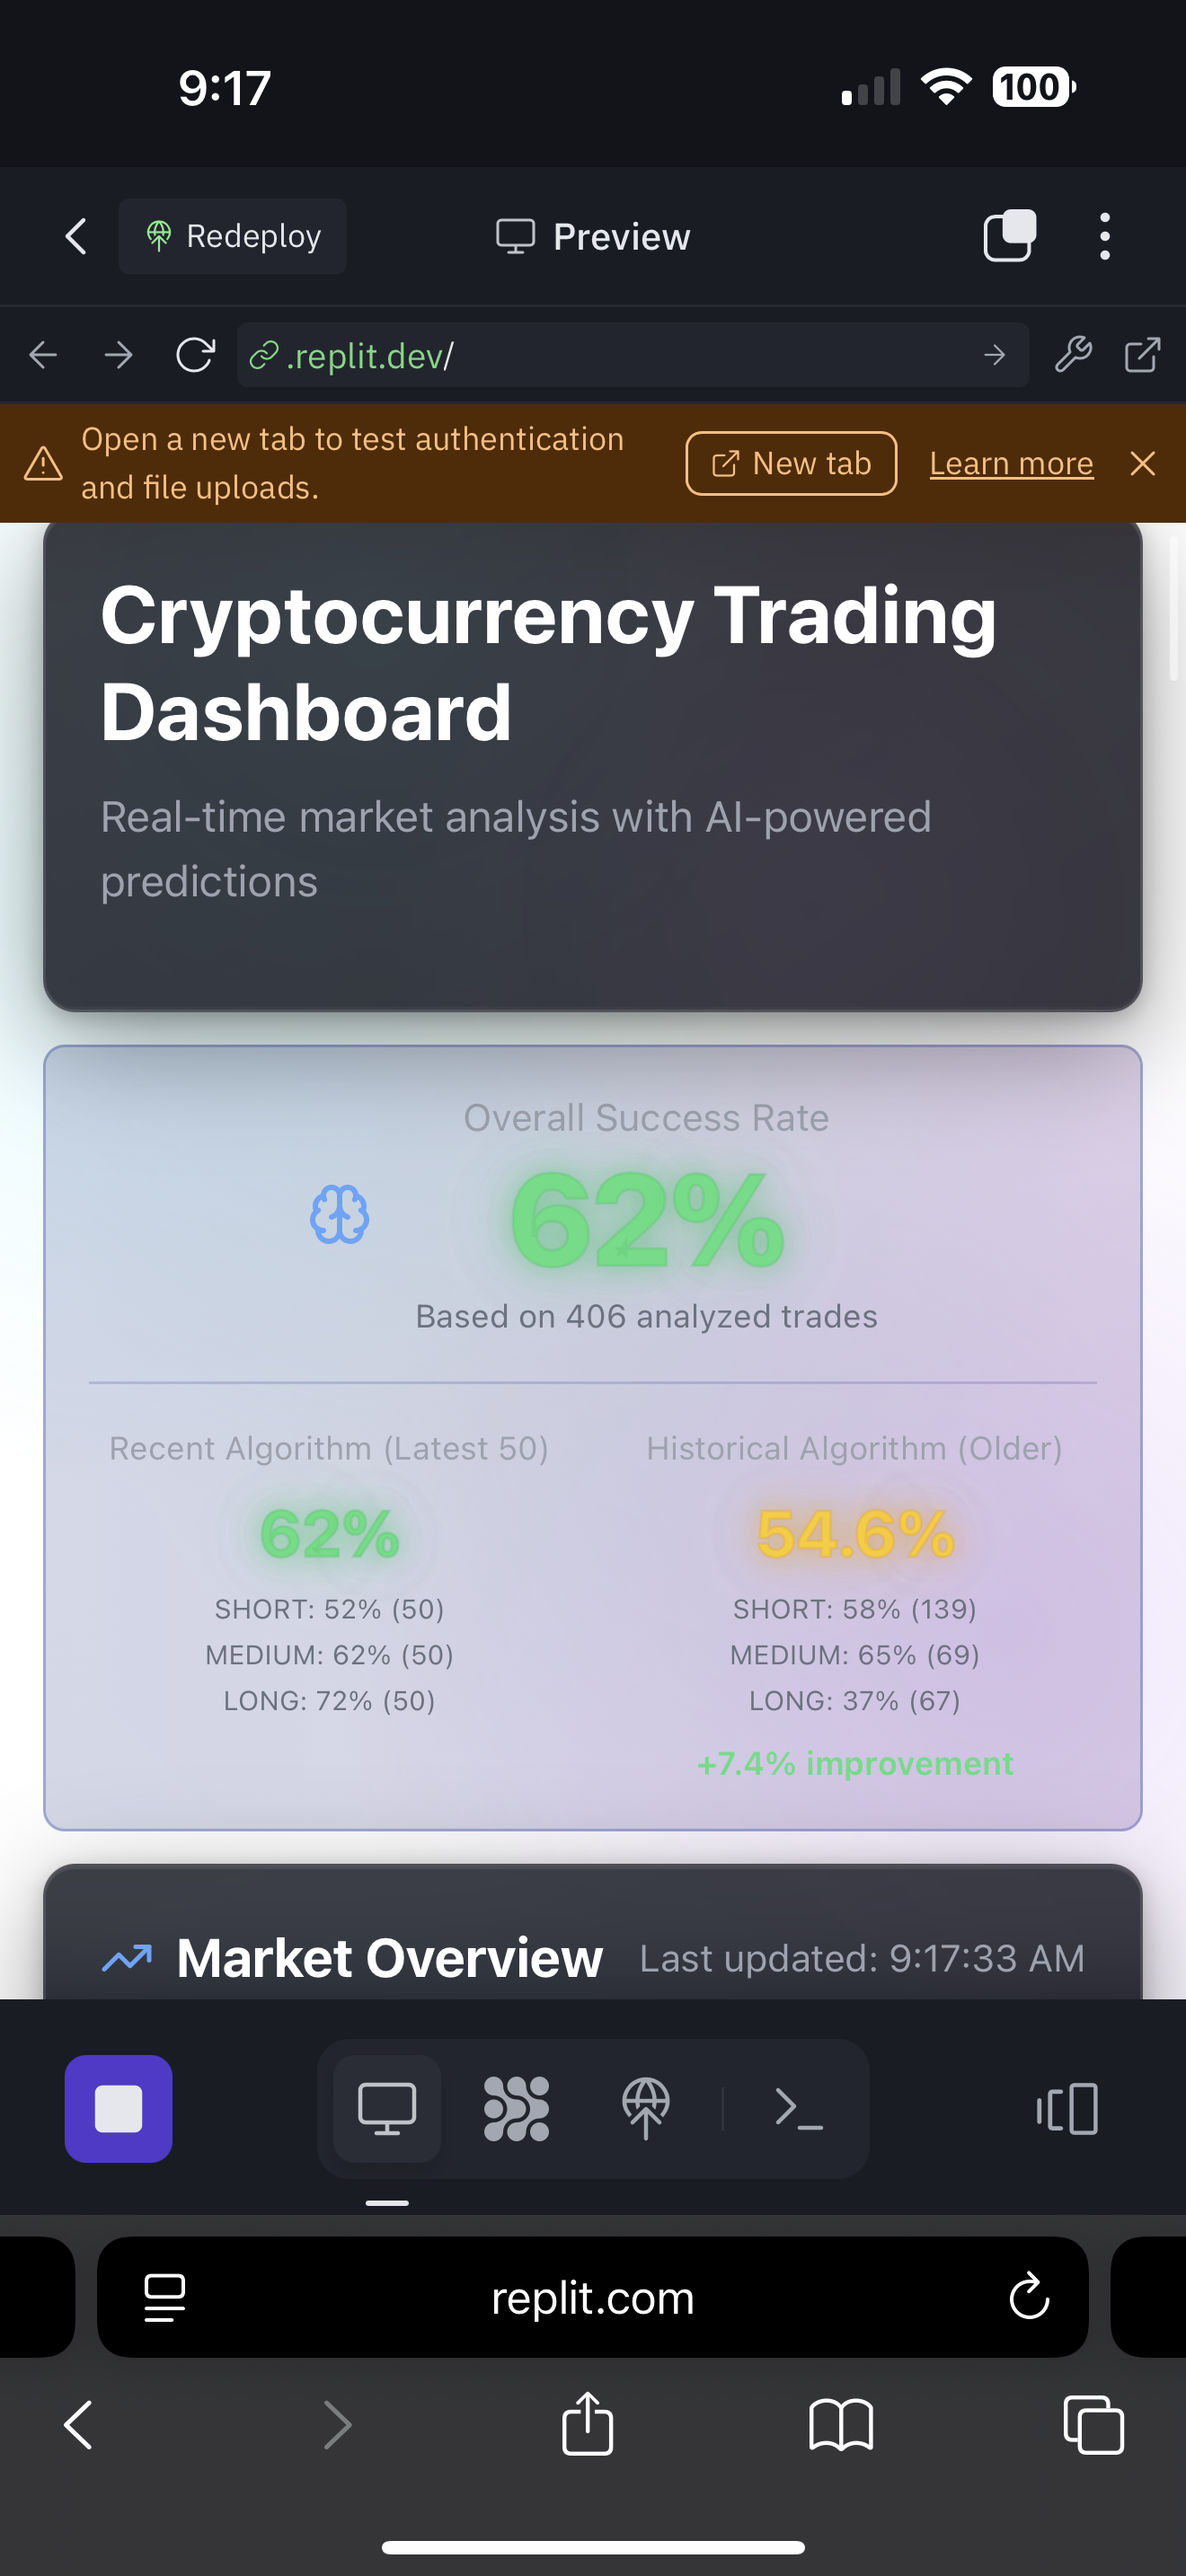 9:17
100
Redeploy
Preview
.replit.dev/
Open a new tab to test authentication
and file uploads.
New tab
Learn more
Cryptocurrency Trading
Dashboard
Real-time market analysis with AI-powered
predictions
Overall Success Rate
62%
Based on 406 analyzed trades
Recent Algorithm (Latest 50)
62%
SHORT: 52% (50)
MEDIUM: 62% (50)
LONG: 72% (50)
Historical Algorithm (Older)
54.6%
SHORT: 58% (139)
MEDIUM: 65% (69)
LONG: 37% (67)
+7.4% improvement
Market Overview
Last updated: 9:17:33 AM
replit.com